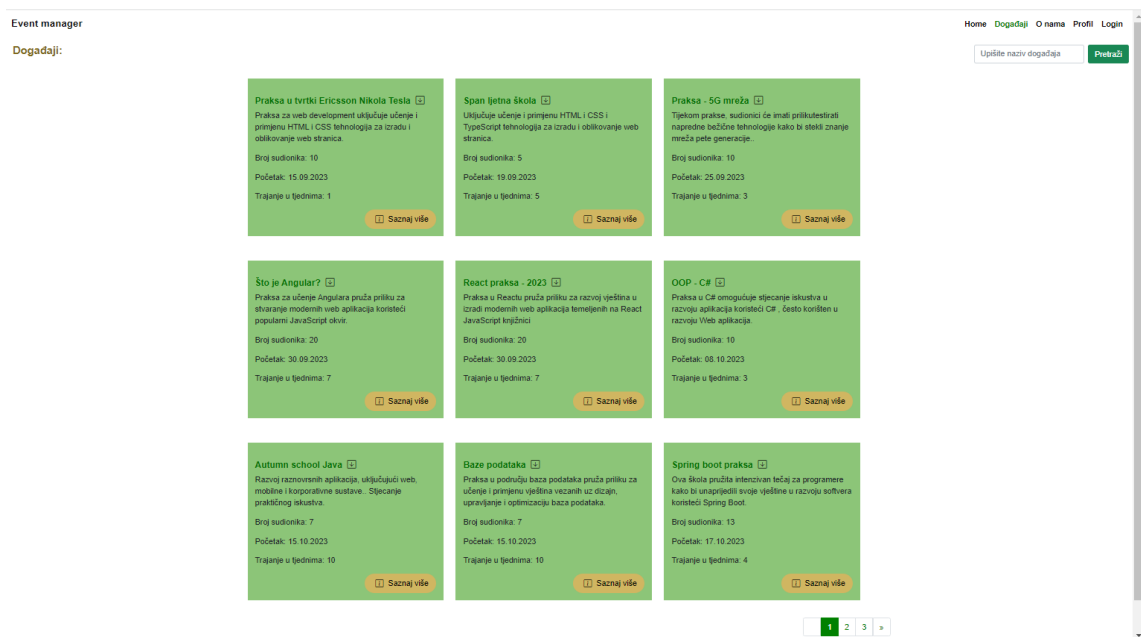 Event manager
Home Događaji O nama Profil Login
Događaji:
Upišite naziv događaja Pretraži
Praksa u tvrtki Ericsson Nikola Tesla
Praksa za web development uključuje učenje i
primjenu HTML i CSS tehnologija za izradu i
oblikovanje web stranica.
Broj sudionika: 10
Početak: 15.09.2023
Trajanje u tjednima: 1
Saznaj više
Span ljetna škola
Uključuje učenje i primjenu HTML i CSS i
TypeScript tehnologija za izradu i oblikovanje web
stranica.
Broj sudionika: 5
Početak: 19.09.2023
Trajanje u tjednima: 5
Saznaj više
Praksa - 5G mreža
Tijekom prakse, sudionici će imati prilikutestirati
napredne bežične tehnologije kako bi stekli znanje
mreža pete generacije..
Broj sudionika: 10
Početak: 25.09.2023
Trajanje u tjednima: 3
Saznaj više
Što je Angular?
Praksa za učenje Angulara pruža priliku za
stvaranje modernih web aplikacija koristeći
popularni JavaScript okvir.
Broj sudionika: 20
Početak: 30.09.2023
Trajanje u tjednima: 7
Saznaj više
React praksa - 2023
Praksa u Reactu pruža priliku za razvoj vještina u
izradi modernih web aplikacija temeljenih na React
JavaScript knjižnici
Broj sudionika: 20
Početak: 30.09.2023
Trajanje u tjednima: 7
Saznaj više
OOP - C#
Praksa u C# omogućuje stjecanje iskustva u
razvoju aplikacija koristeći C# , često korišten u
razvoju Web aplikacija.
Broj sudionika: 10
Početak: 08.10.2023
Trajanje u tjednima: 3
Saznaj više
Autumn school Java
Razvoj raznovrsnih aplikacija, uključujući web,
mobilne i korporativne sustave.. Stjecanje
praktičnog iskustva.
Broj sudionika: 7
Početak: 15.10.2023
Trajanje u tjednima: 10
Saznaj više
Baze podataka
Praksa u području baza podataka pruža priliku za
učenje i primjenu vještina vezanih uz dizajn,
upravljanje i optimizaciju baza podataka.
Broj sudionika: 7
Početak: 15.10.2023
Trajanje u tjednima: 10
Saznaj više
Spring boot praksa
Ova škola pružita intenzivan tečaj za programere
kako bi unaprijedili svoje vještine u razvoju softvera
koristeći Spring Boot.
Broj sudionika: 13
Početak: 17.10.2023
Trajanje u tjednima: 4
Saznaj više
1 2 3 »